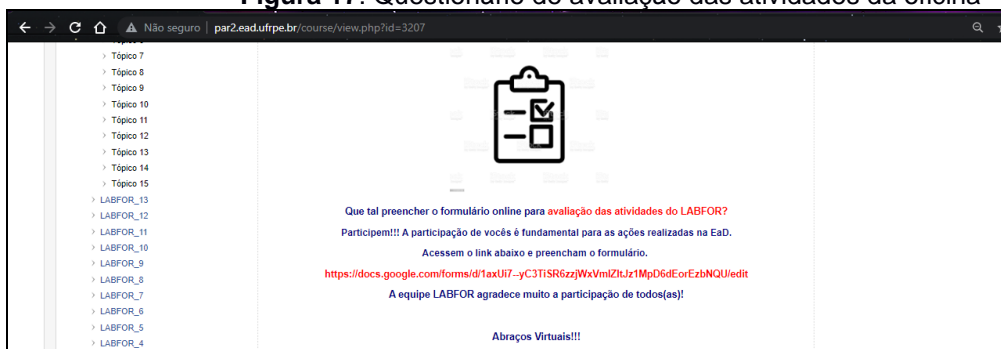 Figura 17: Questionário de avaliação das atividades da oficina
Não seguro | par2.ead.ufrpe.br/course/view.php?id=3207
> Tópico 7
> Tópico 8
> Tópico 9
> Tópico 10
> Tópico 11
> Tópico 12
> Tópico 13
> Tópico 14
> Tópico 15
> LABFOR_13
> LABFOR_12
> LABFOR_11
> LABFOR_10
> LABFOR_9
> LABFOR_8
> LABFOR_7
> LABFOR_6
> LABFOR_5
> LABFOR_4
Que tal preencher o formulário online para avaliação das atividades do LABFOR?
Participem!!! A participação de vocês é fundamental para as ações realizadas na EaD.
Acessem o link abaixo e preencham o formulário.
https://docs.google.com/forms/d/1axUi7--yC3TiSR6zzjWxVmlZltJz1MpD6dEorEzbNQU/edit
A equipe LABFOR agradece muito a participação de todos(as)!
Abraços Virtuais!!!